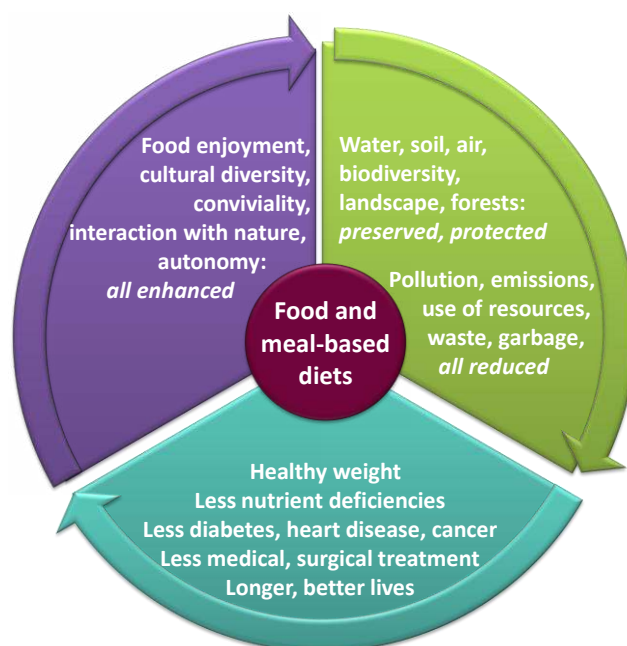 Food enjoyment,
cultural diversity,
conviviality,
interaction with nature,
autonomy:
all enhanced
Water, soil, air,
biodiversity,
landscape, forests:
preserved, protected
Pollution, emissions,
use of resources,
waste, garbage,
all reduced
Food and
meal-based
diets
Healthy weight
Less nutrient deficiencies
Less diabetes, heart disease, cancer
Less medical, surgical treatment
Longer, better lives